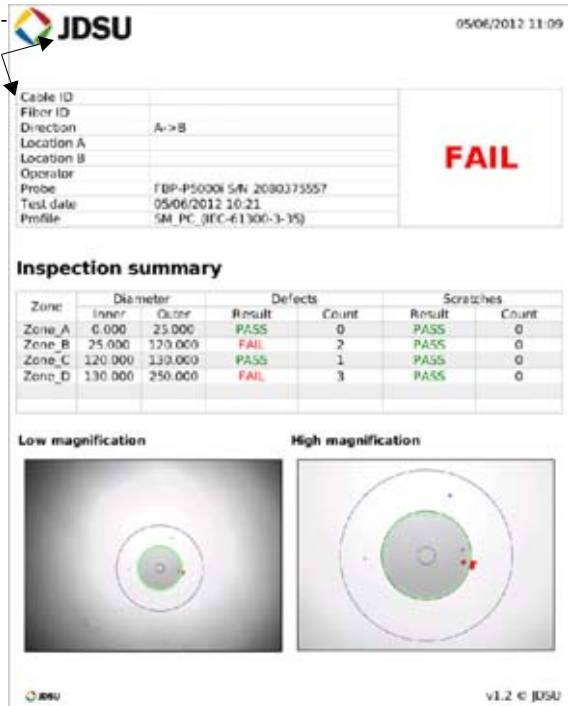 JDSU
05/06/2012 11:09
Cable ID
Fiber ID
Direction A->B
Location A
Location B
Operator
Probe FBP-P5000i S/N 2080375557
Test date 05/06/2012 10:21
Profile SM_PC_(IEC-61300-3-35)
FAIL
Inspection summary
Zone Diameter Defects Scratches
Inner Outer Result Count Result Count
Zone_A 0.000 25.000 PASS 0 PASS 0
Zone_B 25.000 120.000 FAIL 2 PASS 0
Zone_C 120.000 130.000 PASS 1 PASS 0
Zone_D 130.000 250.000 FAIL 3 PASS 0
Low magnification High magnification
JDSU v1.2 © JDSU